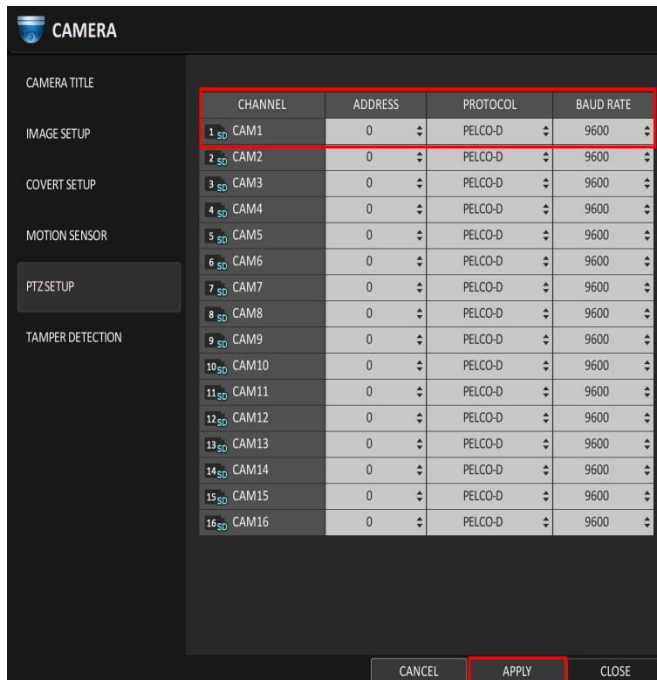 CAMERA
CAMERA TITLE
IMAGE SETUP
COVERT SETUP
MOTION SENSOR
PTZ SETUP
TAMPER DETECTION
CHANNEL ADDRESS PROTOCOL BAUD RATE
1 SD CAM1 0 PELCO-D 9600
2 SD CAM2 0 PELCO-D 9600
3 SD CAM3 0 PELCO-D 9600
4 SD CAM4 0 PELCO-D 9600
5 SD CAM5 0 PELCO-D 9600
6 SD CAM6 0 PELCO-D 9600
7 SD CAM7 0 PELCO-D 9600
8 SD CAM8 0 PELCO-D 9600
9 SD CAM9 0 PELCO-D 9600
10 SD CAM10 0 PELCO-D 9600
11 SD CAM11 0 PELCO-D 9600
12 SD CAM12 0 PELCO-D 9600
13 SD CAM13 0 PELCO-D 9600
14 SD CAM14 0 PELCO-D 9600
15 SD CAM15 0 PELCO-D 9600
16 SD CAM16 0 PELCO-D 9600
CANCEL APPLY CLOSE